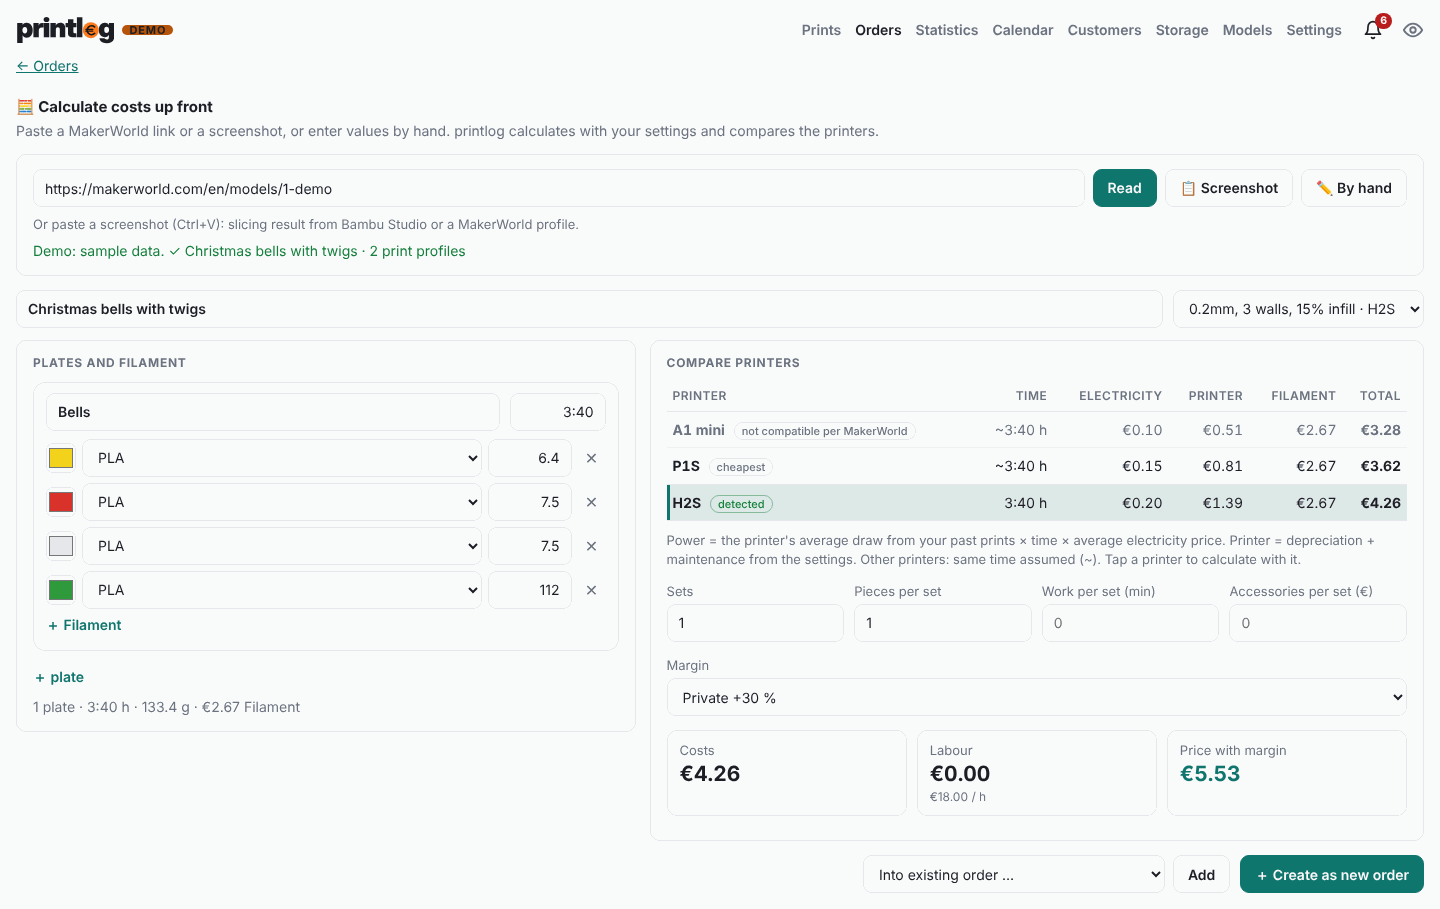 printlog DEMO
Prints Orders Statistics Calendar Customers Storage Models Settings 6
← Orders
🧮 Calculate costs up front
Paste a MakerWorld link or a screenshot, or enter values by hand. printlog calculates with your settings and compares the printers.
https://makerworld.com/en/models/1-demo
Read
📋 Screenshot
✏️ By hand
Or paste a screenshot (Ctrl+V): slicing result from Bambu Studio or a MakerWorld profile.
Demo: sample data. ✓ Christmas bells with twigs · 2 print profiles
Christmas bells with twigs
0.2mm, 3 walls, 15% infill · H2S
PLATES AND FILAMENT
Bells 3:40
PLA 6.4 ✕
PLA 7.5 ✕
PLA 7.5 ✕
PLA 112 ✕
+ Filament
+ plate
1 plate · 3:40 h · 133.4 g · €2.67 Filament
COMPARE PRINTERS
PRINTER TIME ELECTRICITY PRINTER FILAMENT TOTAL
A1 mini not compatible per MakerWorld ~3:40 h €0.10 €0.51 €2.67 €3.28
P1S cheapest ~3:40 h €0.15 €0.81 €2.67 €3.62
H2S detected 3:40 h €0.20 €1.39 €2.67 €4.26
Power = the printer's average draw from your past prints × time × average electricity price. Printer = depreciation +
maintenance from the settings. Other printers: same time assumed (~). Tap a printer to calculate with it.
Sets Pieces per set Work per set (min) Accessories per set (€)
1 1 0 0
Margin
Private +30 %
Costs Labour Price with margin
€4.26 €0.00 €5.53
€18.00 / h
Into existing order ...
Add
+ Create as new order